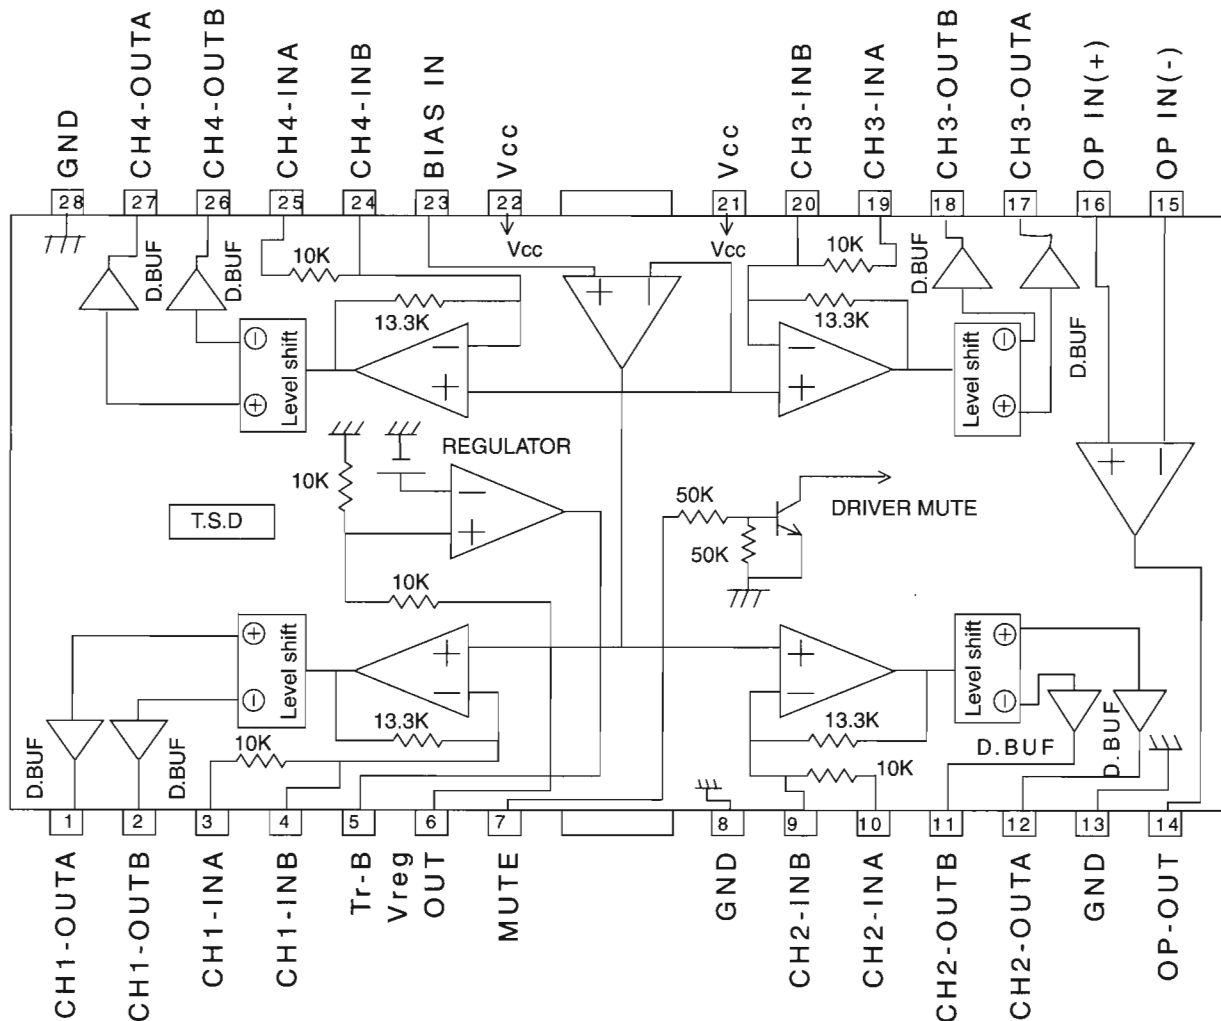 GND
CH4-OUTA
CH4-OUTB
CH4-INA
CH4-INB
BIAS IN
Vcc
Vcc
CH3-INB
CH3-INA
CH3-OUTB
CH3-OUTA
OP IN(+)
OP IN(-)
28
27
26
25
24
23
22
21
20
19
18
17
16
15
D.BUF
D.BUF
10K
Vcc
Vcc
10K
D.BUF
+
−
13.3K
13.3K
D.BUF
−
+
Level shift
−
+
−
+
−
+
Level shift
REGULATOR
10K
−
+
+
−
T.S.D
50K
50K
DRIVER MUTE
10K
+
−
Level shift
+
−
+
−
+
−
Level shift
13.3K
10K
13.3K
10K
D.BUF
D.BUF
D.BUF
D.BUF
1
2
3
4
5
6
7
8
9
10
11
12
13
14
CH1-OUTA
CH1-OUTB
CH1-INA
CH1-INB
Tr-B
Vreg
OUT
MUTE
GND
CH2-INB
CH2-INA
CH2-OUTB
CH2-OUTA
GND
OP-OUT